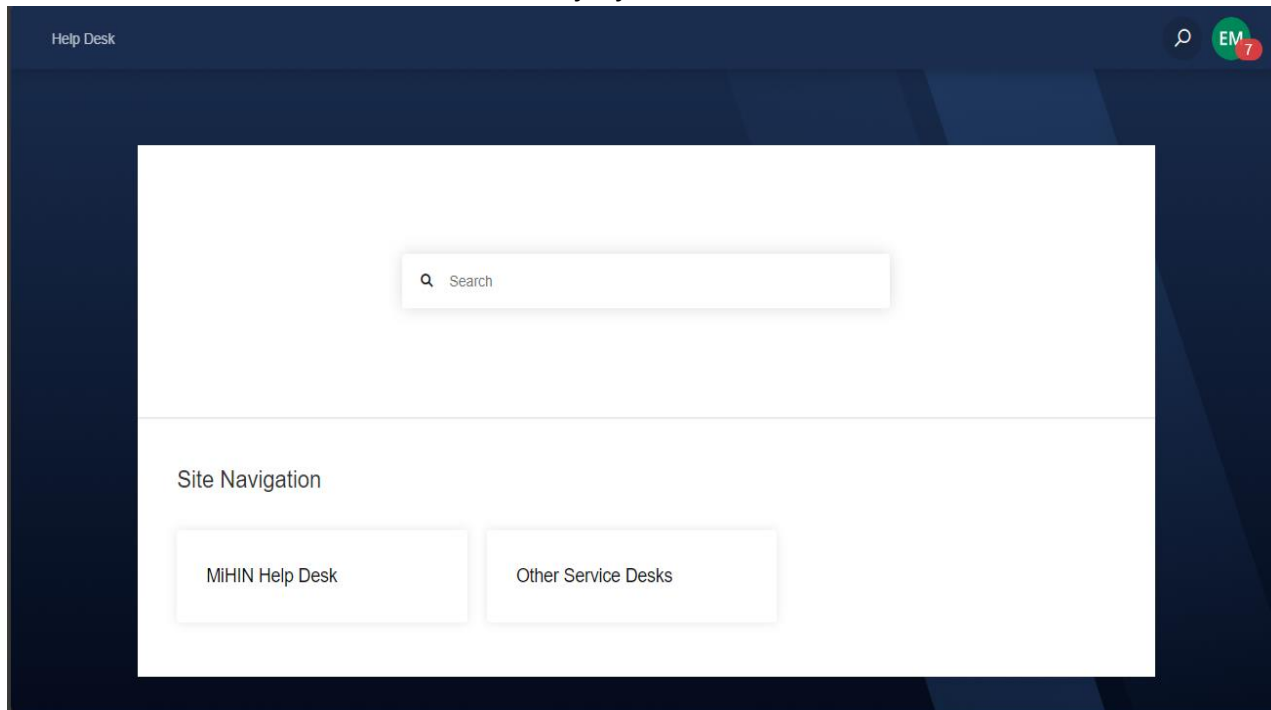 Help Desk
EM
7
Search
Site Navigation
MiHIN Help Desk
Other Service Desks